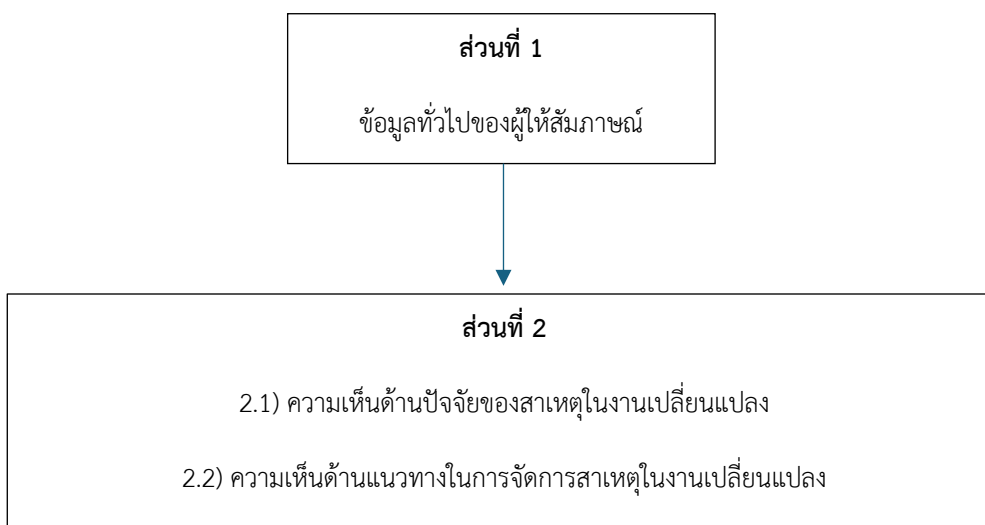 ส่วนที่ 1
ข้อมูลทั่วไปของผู้ให้สัมภาษณ์
ส่วนที่ 2
2.1) ความเห็นด้านปัจจัยของสาเหตุในงานเปลี่ยนแปลง
2.2) ความเห็นด้านแนวทางในการจัดการสาเหตุในงานเปลี่ยนแปลง